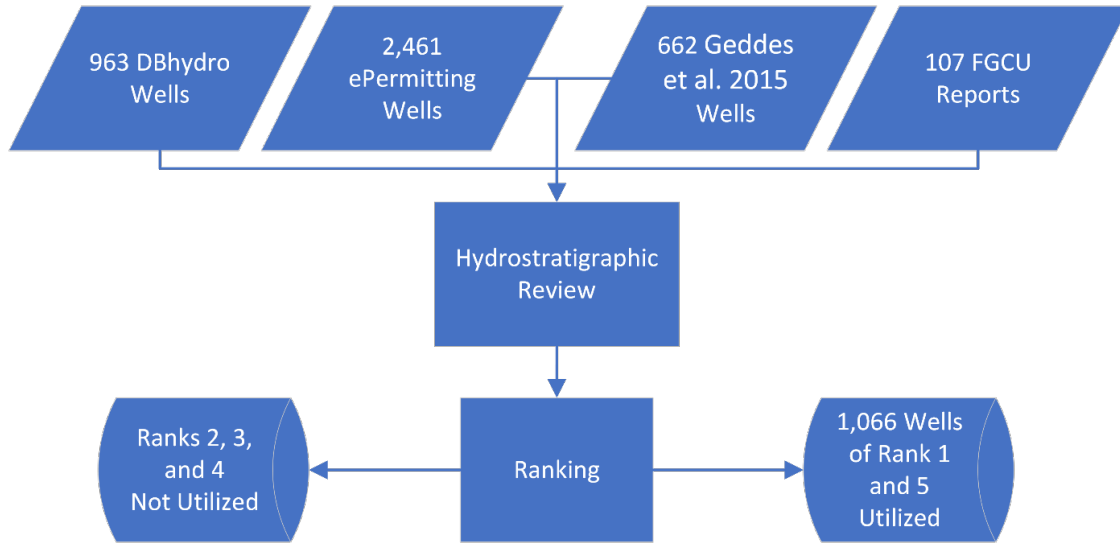 963 DBhydro
Wells
2,461
ePermitting
Wells
662 Geddes
et al. 2015
Wells
107 FGCU
Reports
Hydrostratigraphic
Review
Ranking
Ranks 2, 3,
and 4
Not Utilized
1,066 Wells
of Rank 1
and 5
Utilized